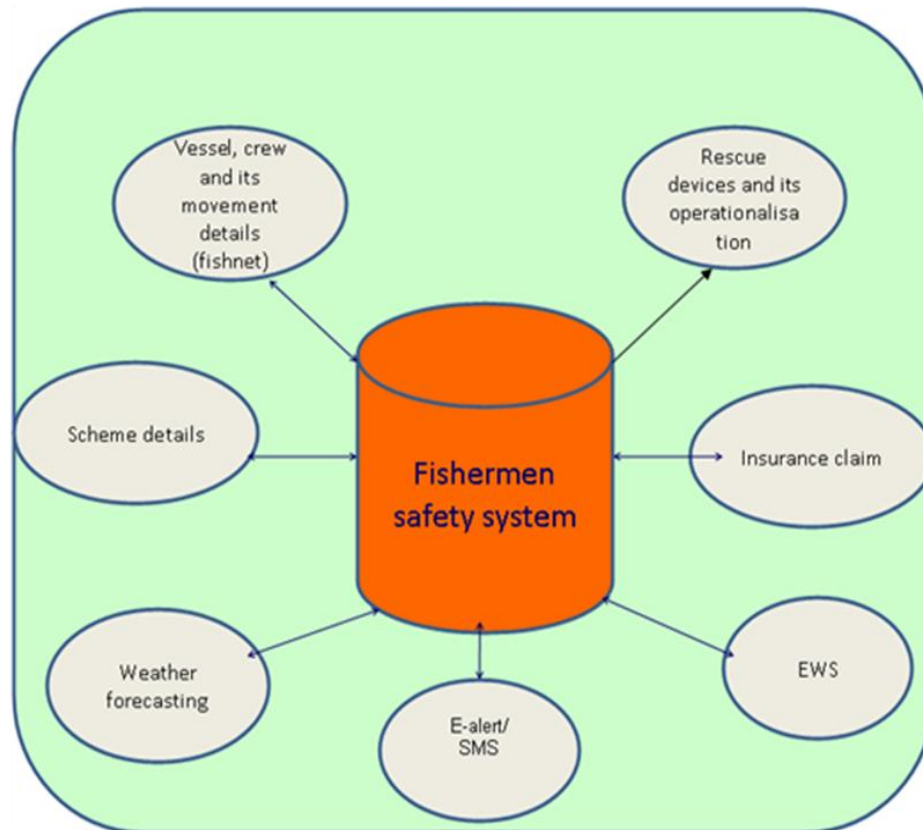 Vessel, crew
and its
movement
details
(fishnet)
Rescue
devices and its
operationalisa
tion
Scheme details
Fishermen
safety system
Insurance claim
Weather
forecasting
E-alert/
SMS
EWS